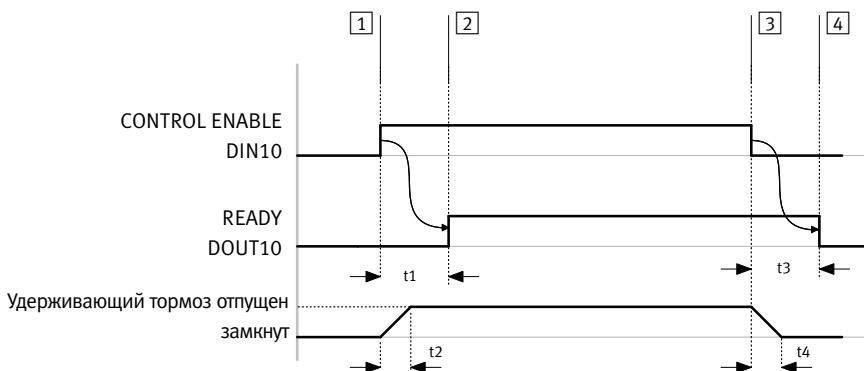 1 2 3 4
CONTROL ENABLE
DIN10
READY
DOUT10
t1 t3
Удерживающий тормоз отпущен
замкнут
t2 t4